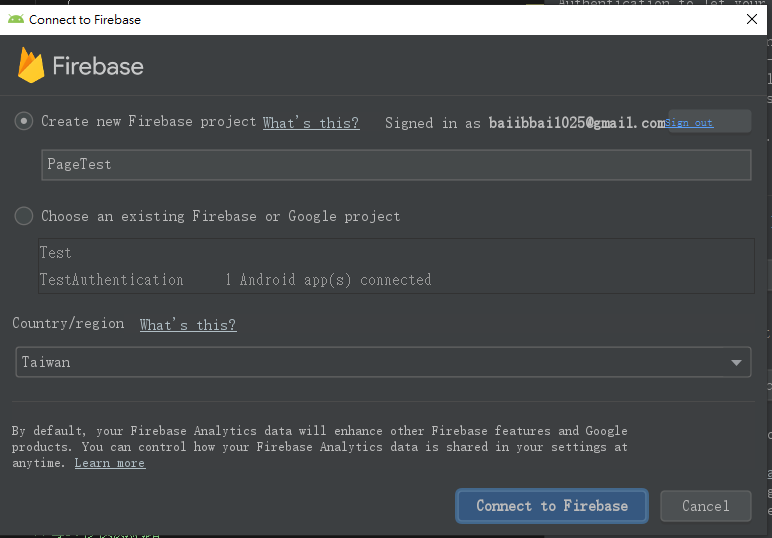 Authentication to let your
Connect to Firebase
Firebase
Create new Firebase project What's this? Signed in as baiibbai1025@gmail.com Sign out
PageTest
Choose an existing Firebase or Google project
Test
TestAuthentication 1 Android app(s) connected
Country/region What's this?
Taiwan
By default, your Firebase Analytics data will enhance other Firebase features and Google
products. You can control how your Firebase Analytics data is shared in your settings at
anytime. Learn more
Connect to Firebase Cancel